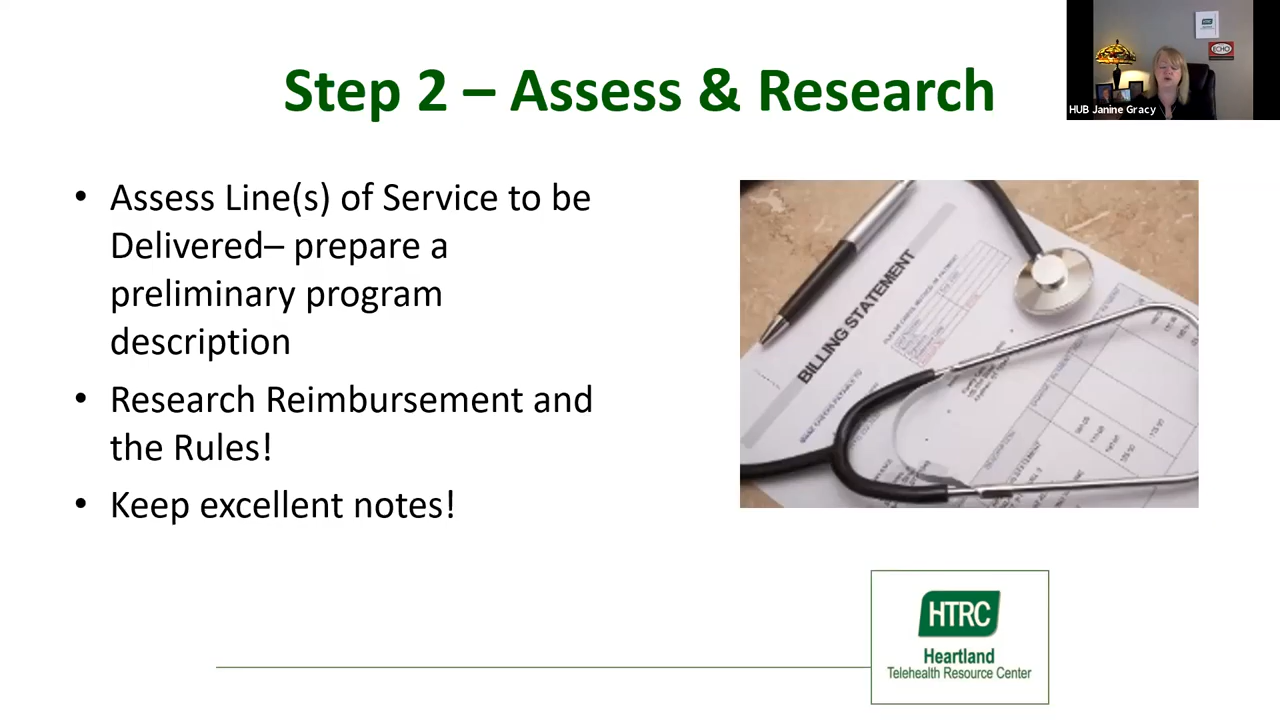 Step 2 – Assess & Research
HUB Janine Gracy
ECHO
• Assess Line(s) of Service to be
Delivered– prepare a
preliminary program
description
• Research Reimbursement and
the Rules!
• Keep excellent notes!
BILLING STATEMENT
HTRC
Heartland
Telehealth Resource Center